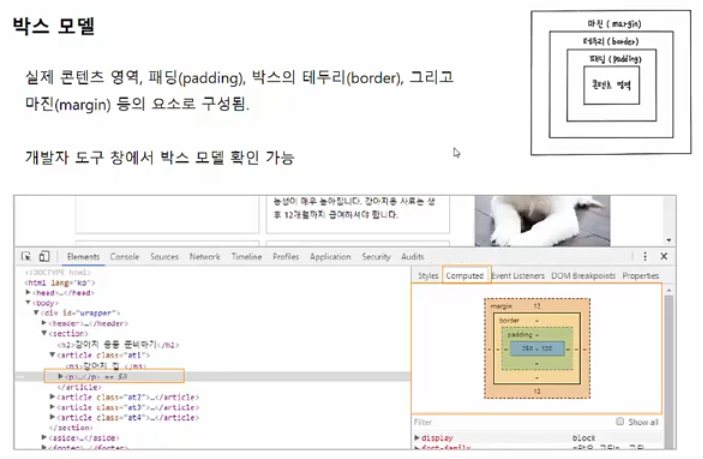 박스 모델
마진 ( margin)
테두리 ( border)
패딩 ( padding)
콘텐츠 영역
실제 콘텐츠 영역, 패딩(padding), 박스의 테두리(border), 그리고
마진(margin) 등의 요소로 구성됨.
개발자 도구 창에서 박스 모델 확인 가능
능성이 매우 높아집니다. 강아지용 사료는 생
후 12개월까지 급여하셔야 합니다.
Elements Console Sources Network Timeline Profiles Application Security Audits
<!DOCTYPE html>
<html lang="ko">
▶<head>…</head>
▼<body>
▼<div id="wrapper">
▶<header>…</header>
▼<section>
<h2>강아지 용품 준비하기</h2>
▼<article class="at1">
<h3>강아지 집 </h3>
▶<p>…</p> == $0
</article>
▶<article class="at2">…</article>
▶<article class="at3">…</article>
▶<article class="at4">…</article>
</section>
▶<aside>…</aside>
▶<footer>…</footer>
Styles Computed Event Listeners DOM Breakpoints Properties
margin 12
border -
padding -
-
-
12
Filter Show all
▶display block
▶font-family